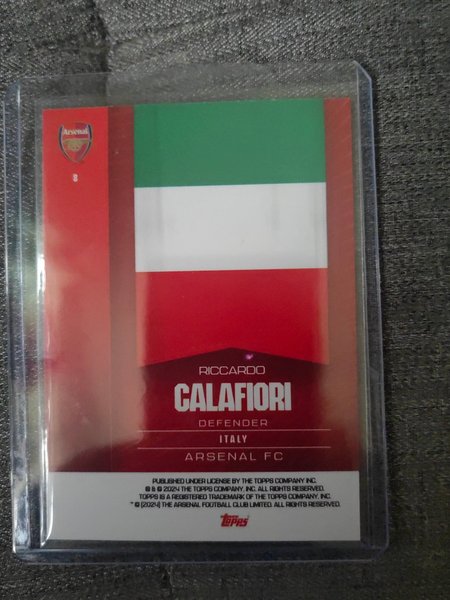 Arsenal
8
RICCARDO
CALAFIORI
DEFENDER
ITALY
ARSENAL FC
PUBLISHED UNDER LICENSE BY THE TOPPS COMPANY INC.
® & © 2024 THE TOPPS COMPANY, INC. ALL RIGHTS RESERVED.
TOPPS IS A REGISTERED TRADEMARK OF THE TOPPS COMPANY, INC.
™ © [2024] THE ARSENAL FOOTBALL CLUB LIMITED. ALL RIGHTS RESERVED.
Topps